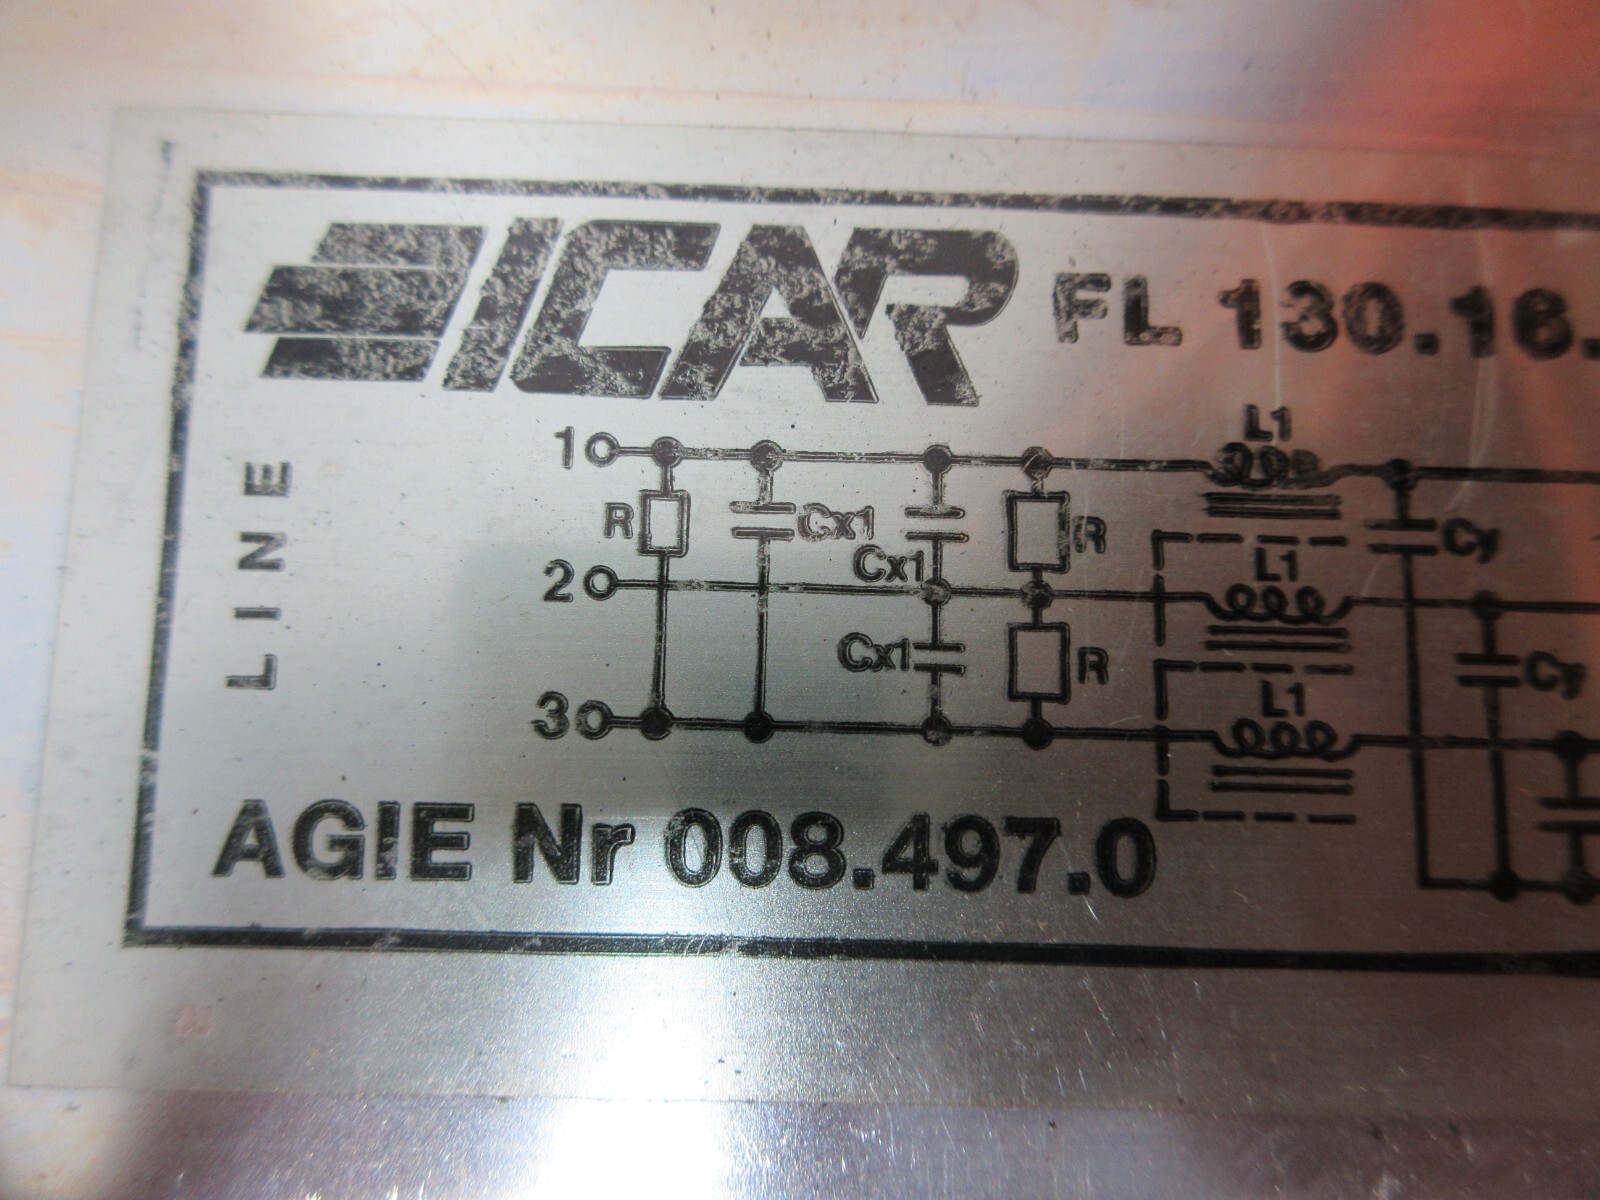 ICAR FL 130.16.
LINE
1 L1
R Cx1 Cx1 R Cy
2 L1
Cx1 R Cy
3 L1
AGIE Nr 008.497.0